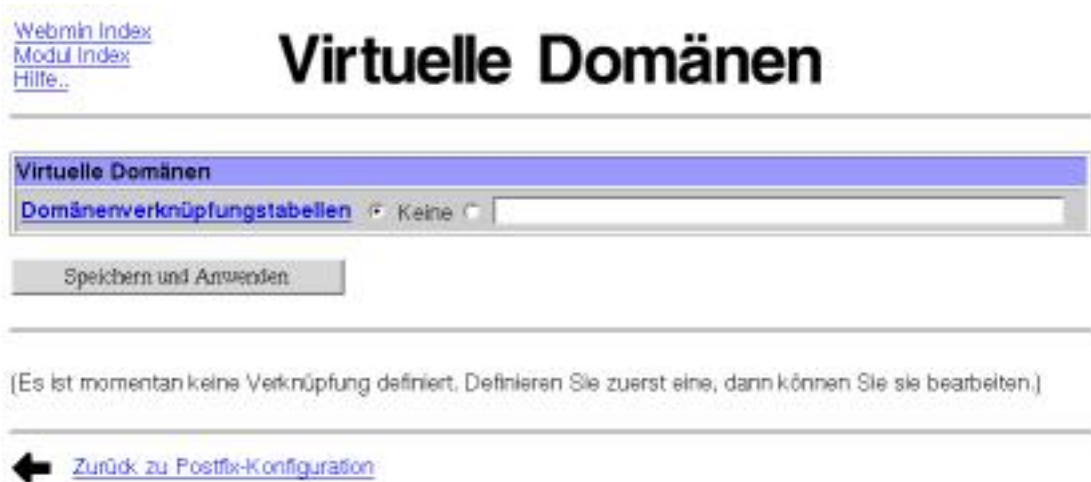 Webmin Index
Modul Index
Hilfe..
Virtuelle Domänen
Virtuelle Domänen
Domänenverknüpfungstabellen Keine
Speichern und Anwenden
(Es ist momentan keine Verknüpfung definiert. Definieren Sie zuerst eine, dann können Sie sie bearbeiten.)
Zurück zu Postfix-Konfiguration